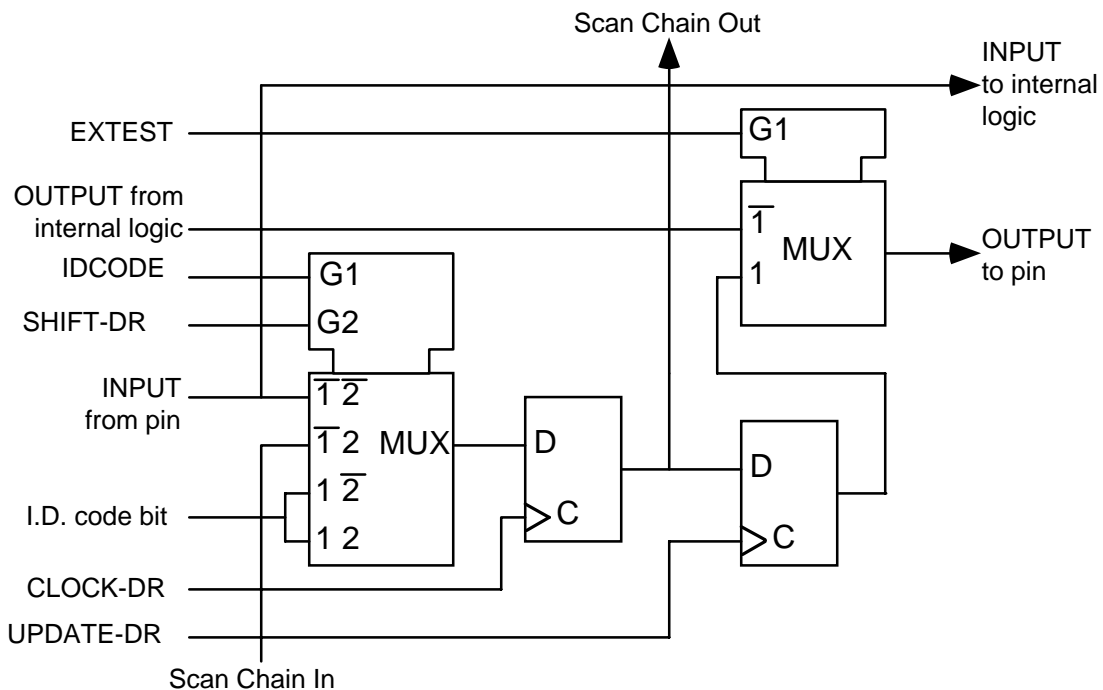 Scan Chain Out
INPUT
to internal
logic
EXTEST
G1
OUTPUT from
internal logic
1̅
MUX
1
OUTPUT
to pin
IDCODE
G1
SHIFT-DR
G2
INPUT
from pin
1̅ 2̅
1̅ 2
MUX
1 2̅
1 2
D
C
D
C
I.D. code bit
CLOCK-DR
UPDATE-DR
Scan Chain In